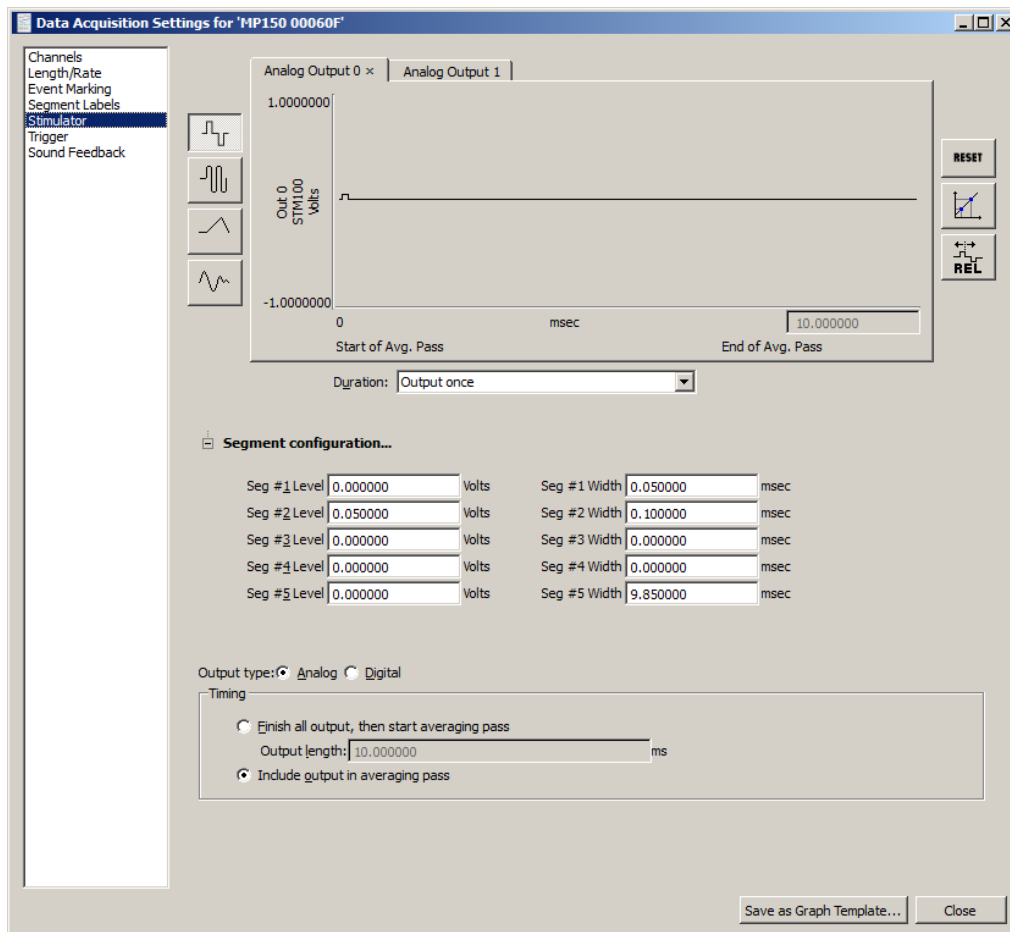 Data Acquisition Settings for 'MP150 00060F'
Channels
Length/Rate
Event Marking
Segment Labels
Stimulator
Trigger
Sound Feedback
Analog Output 0 ×
Analog Output 1
1.0000000
Out 0
STM100
Volts
-1.0000000
0
msec
10.000000
Start of Avg. Pass
End of Avg. Pass
RESET
REL
Duration: Output once
Segment configuration...
Seg #1 Level 0.000000 Volts Seg #1 Width 0.050000 msec
Seg #2 Level 0.050000 Volts Seg #2 Width 0.100000 msec
Seg #3 Level 0.000000 Volts Seg #3 Width 0.000000 msec
Seg #4 Level 0.000000 Volts Seg #4 Width 0.000000 msec
Seg #5 Level 0.000000 Volts Seg #5 Width 9.850000 msec
Output type: Analog Digital
Timing
Finish all output, then start averaging pass
Output length: 10.000000 ms
Include output in averaging pass
Save as Graph Template...
Close